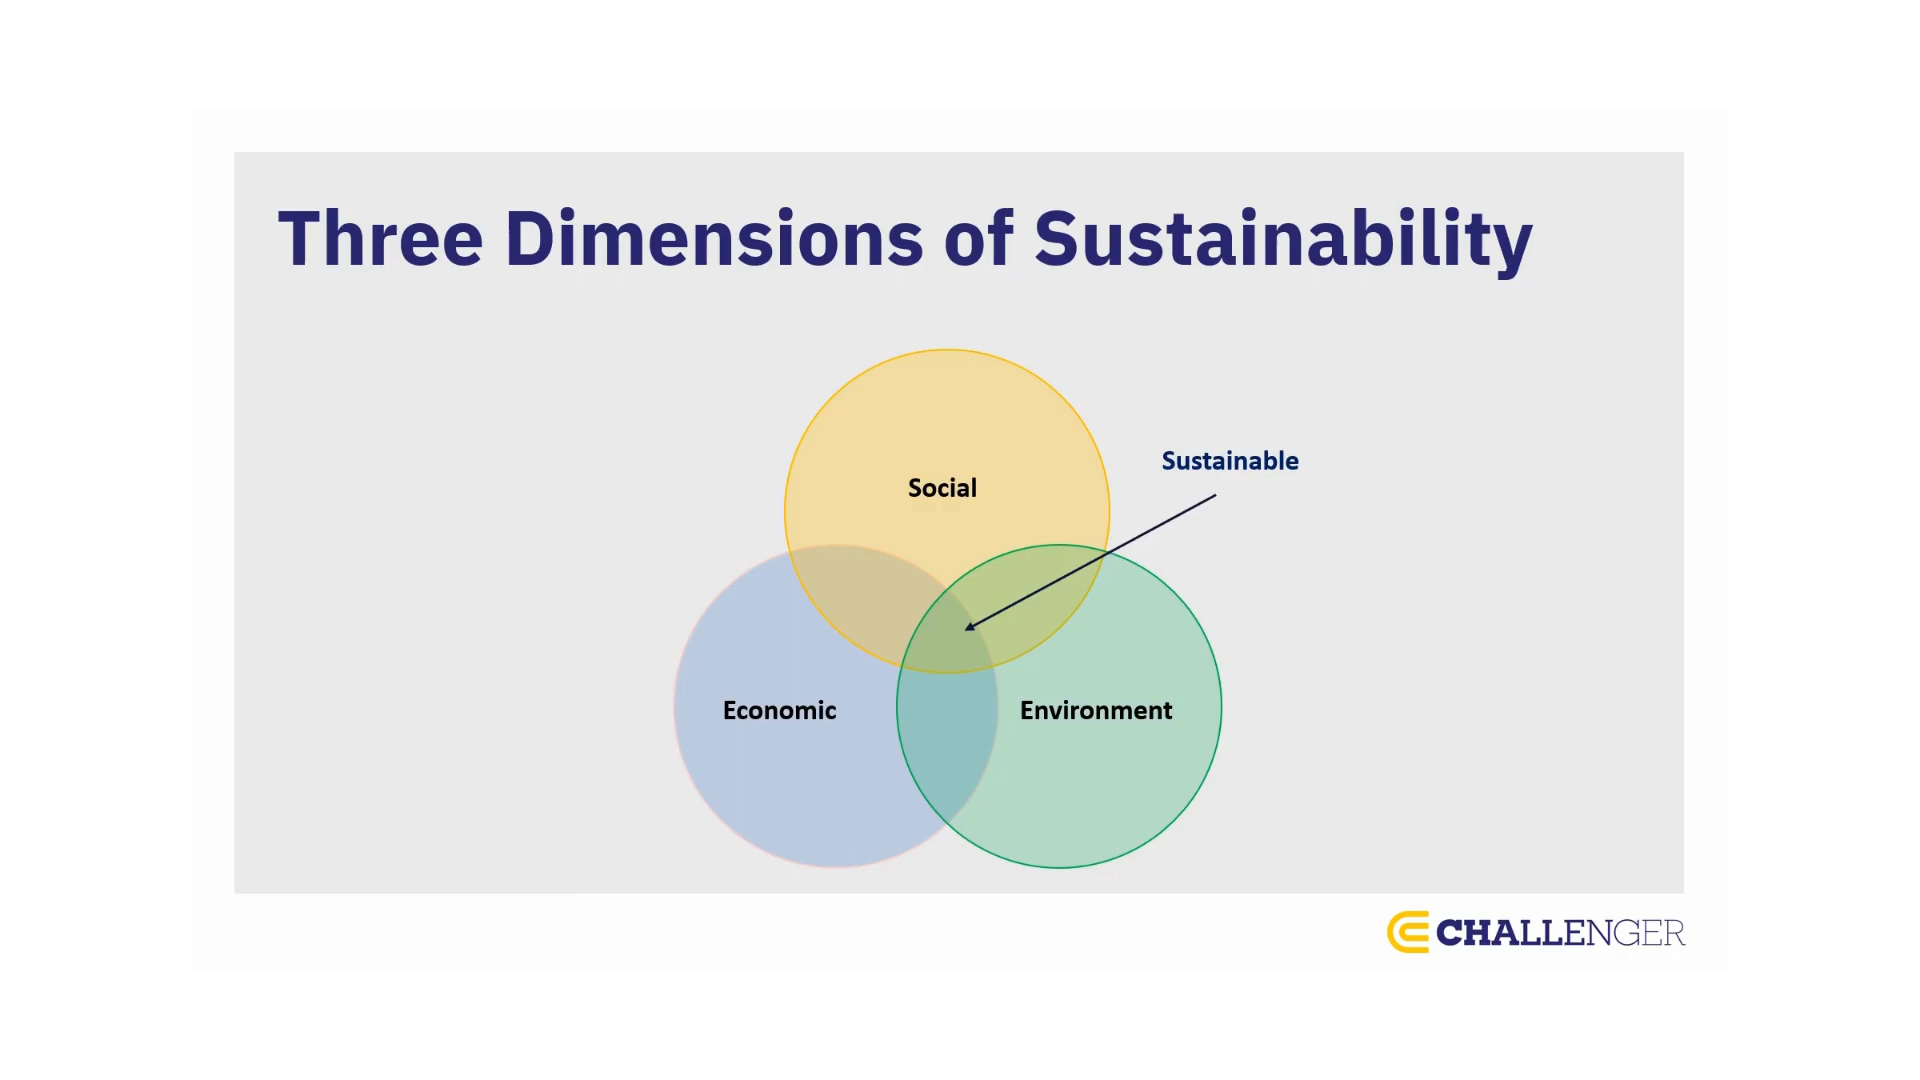 Three Dimensions of Sustainability
Sustainable
Social
Economic
Environment
CHALLENGER